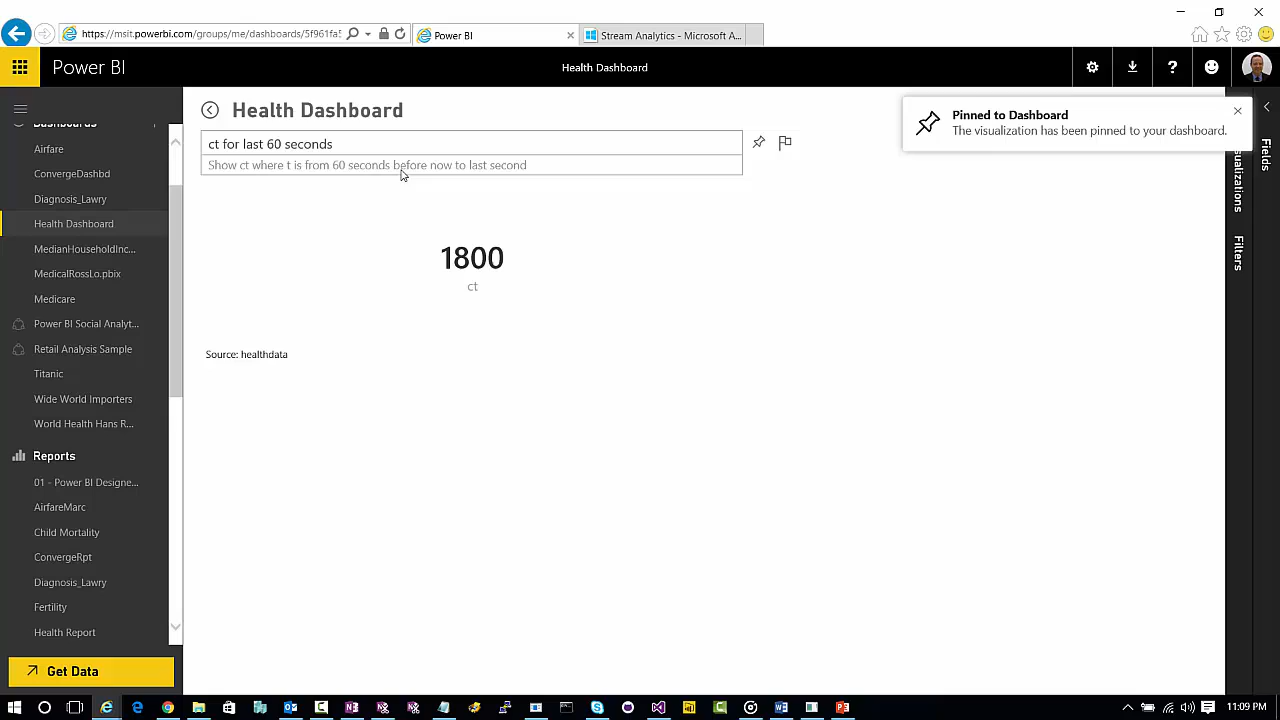 https://msit.powerbi.com/groups/me/dashboards/5f961fa5
Power BI
Stream Analytics - Microsoft A...
Power BI
Health Dashboard
Dashboards
Airfare
ConvergeDashbd
Diagnosis_Lawry
Health Dashboard
MedianHouseholdInc...
MedicalRossLo.pbix
Medicare
Power BI Social Analyt...
Retail Analysis Sample
Titanic
Wide World Importers
World Health Hans R...
Reports
01 - Power BI Designe...
AirfareMarc
Child Mortality
ConvergeRpt
Diagnosis_Lawry
Fertility
Health Report
Get Data
Health Dashboard
ct for last 60 seconds
Show ct where t is from 60 seconds before now to last second
1800
ct
Source: healthdata
Pinned to Dashboard
The visualization has been pinned to your dashboard.
Fields
sualizations
Filters
11:09 PM